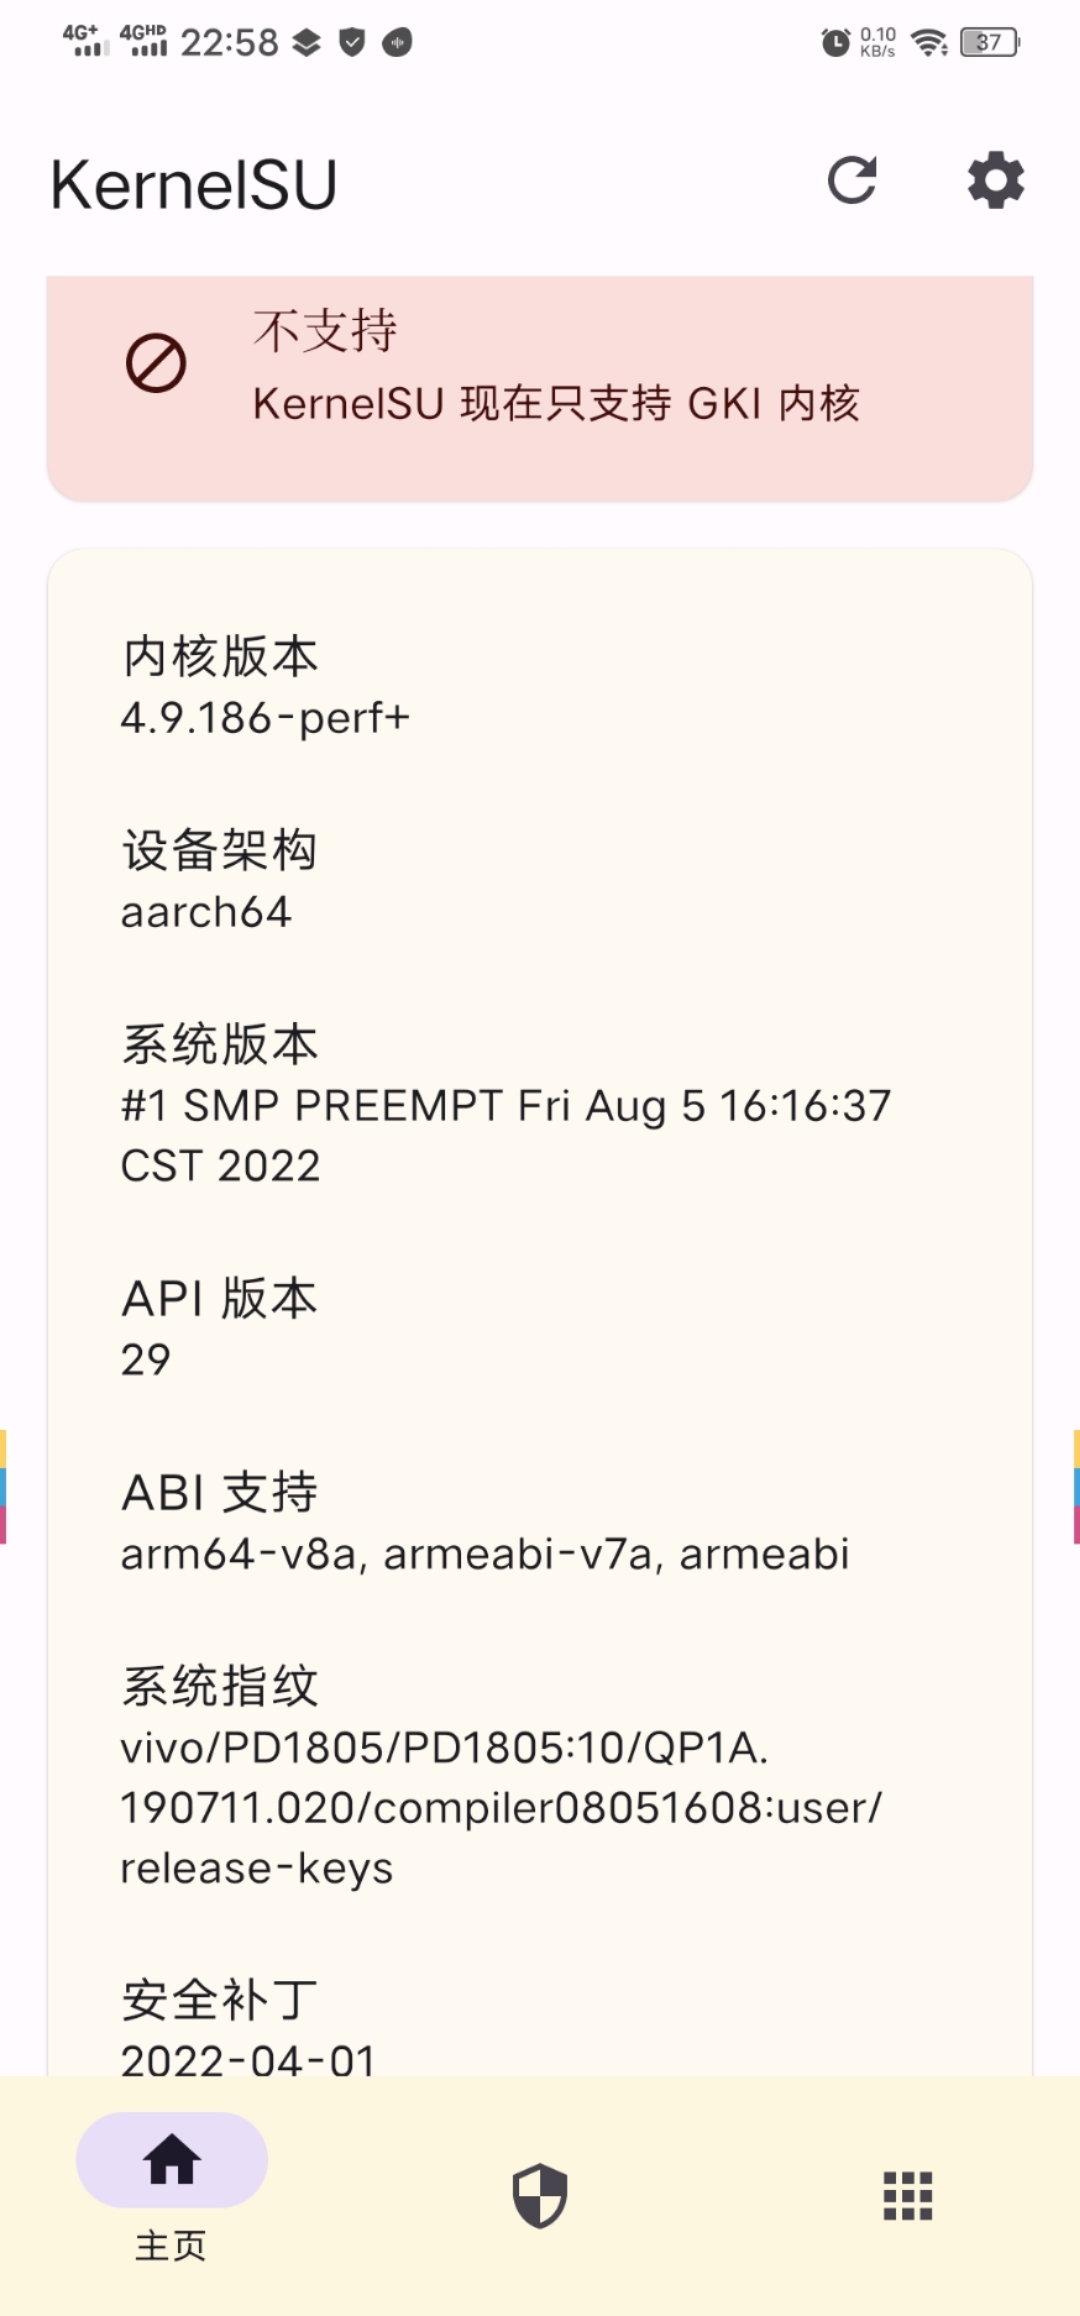 4G+ 4GHD 22:58 0.10 KB/s 37
KernelSU
不支持
KernelSU 现在只支持 GKI 内核
内核版本
4.9.186-perf+
设备架构
aarch64
系统版本
#1 SMP PREEMPT Fri Aug 5 16:16:37
CST 2022
API 版本
29
ABI 支持
arm64-v8a, armeabi-v7a, armeabi
系统指纹
vivo/PD1805/PD1805:10/QP1A.
190711.020/compiler08051608:user/
release-keys
安全补丁
2022-04-01
主页